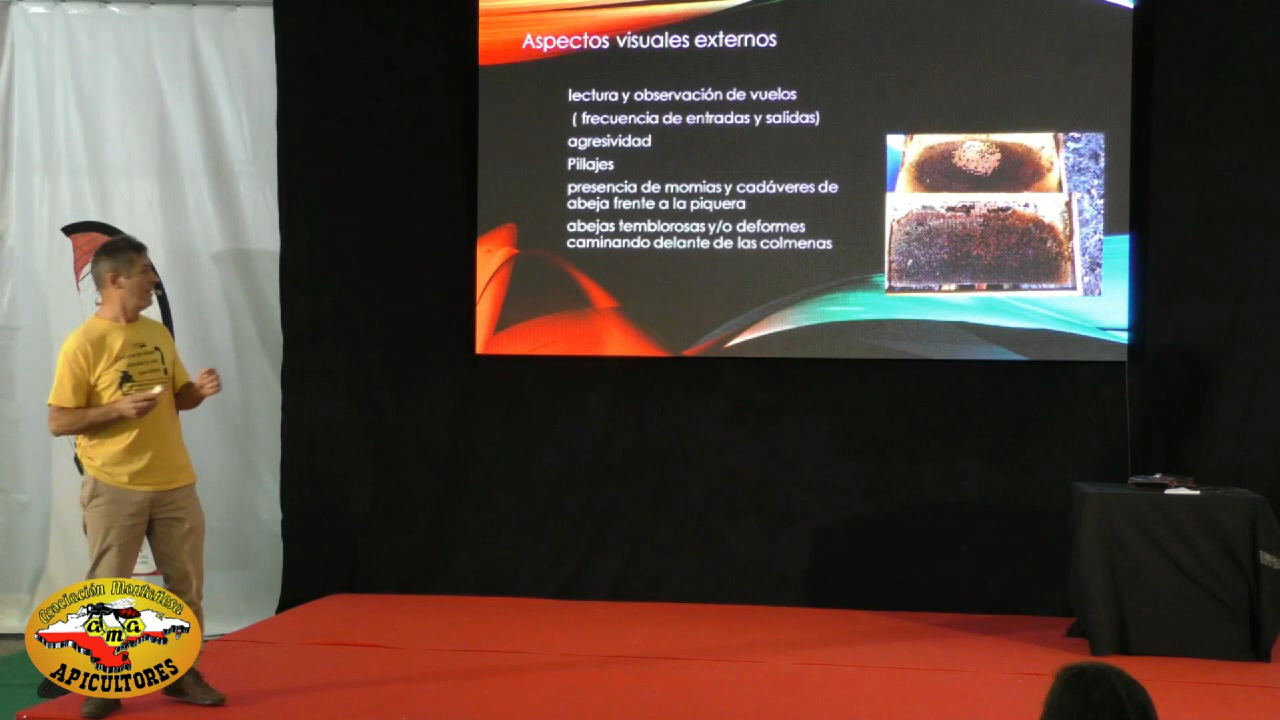 Aspectos visuales externos
lectura y observación de vuelos
( frecuencia de entradas y salidas)
agresividad
Pillajes
presencia de momias y cadáveres de
abeja frente a la piquera
abejas temblorosas y/o deformes
caminando delante de las colmenas
Asociación Montañesa
ama
APICULTORES